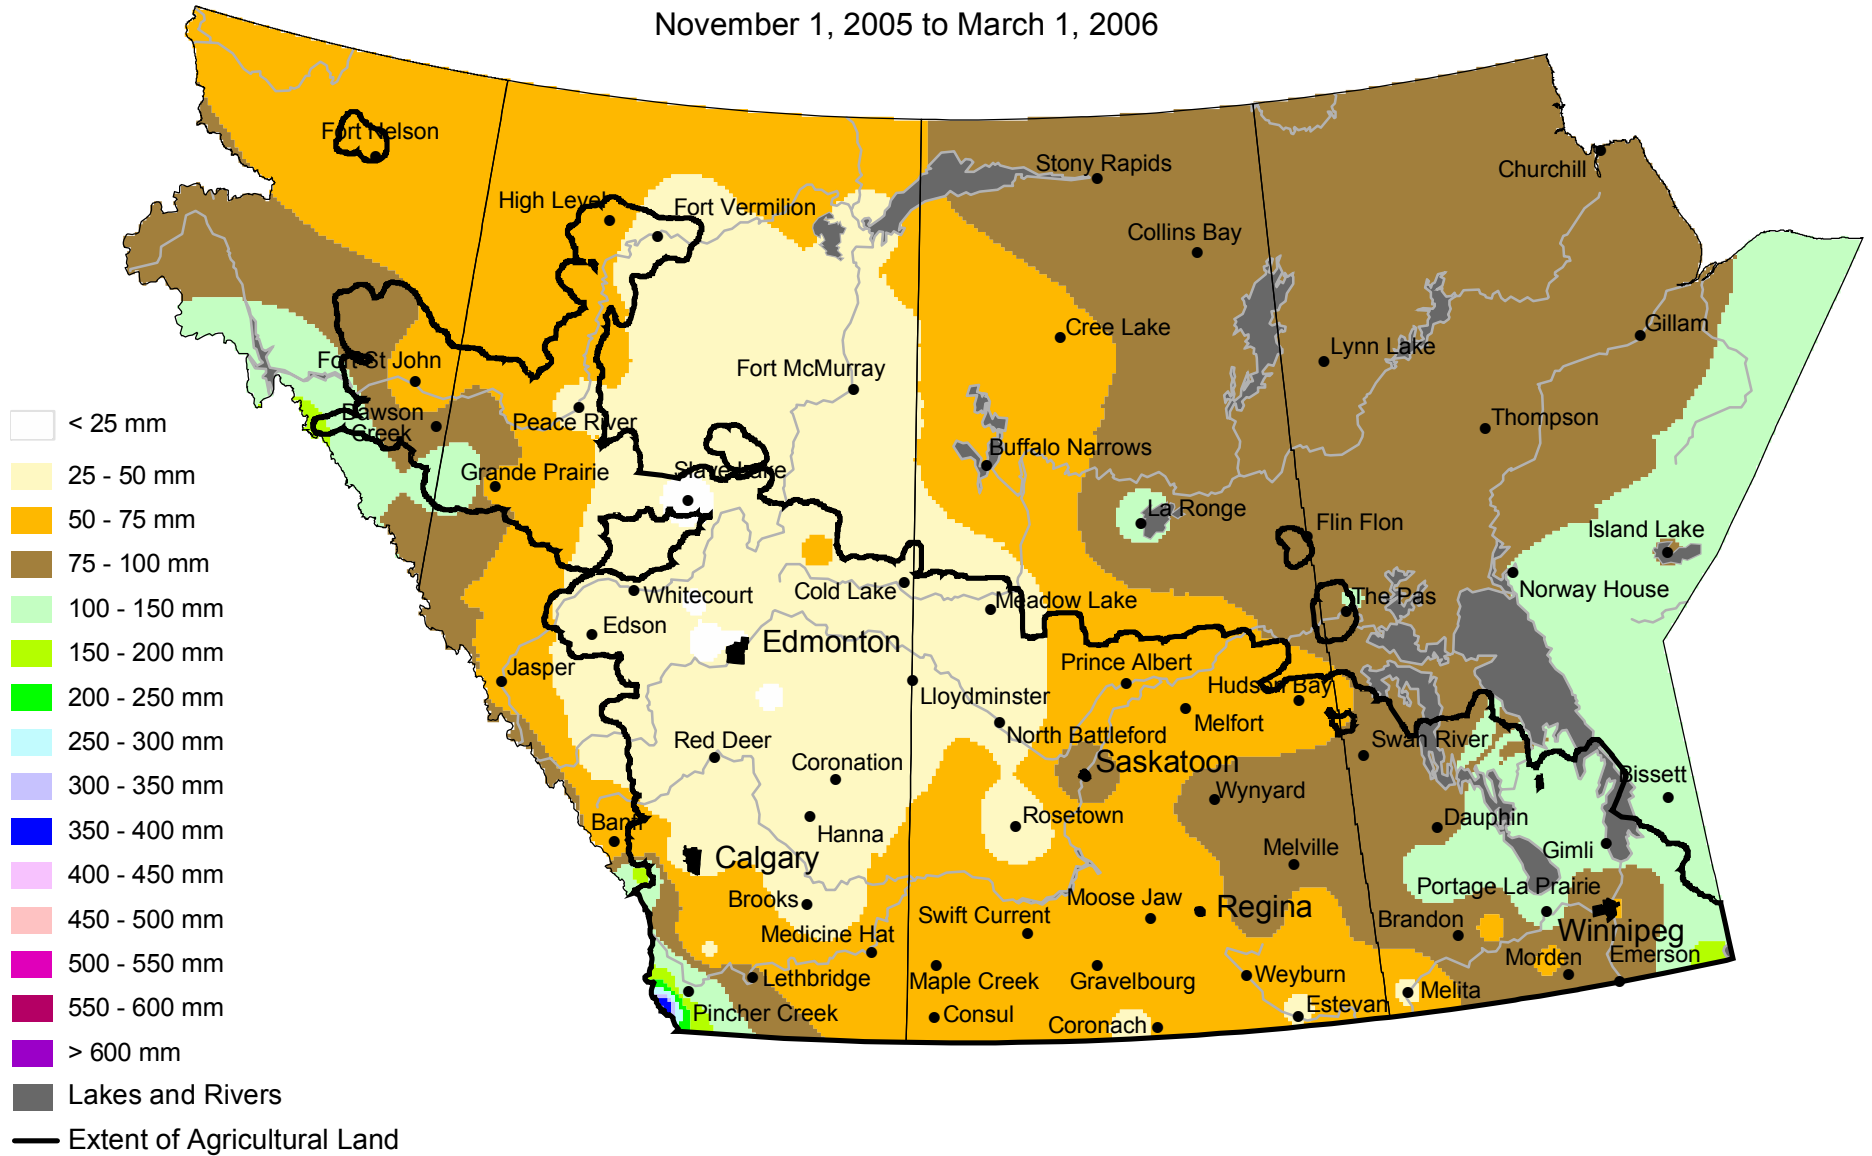 November 1, 2005 to March 1, 2006
Fort Nelson
Churchill
Stony Rapids
High Level
Fort Vermilion
Collins Bay
Cree Lake
Gillam
Lynn Lake
Fort St John
Fort McMurray
Dawson
Creek
Peace River
Thompson
Buffalo Narrows
Grande Prairie
Slave Lake
La Ronge
Flin Flon
Island Lake
Cold Lake
Whitecourt
Meadow Lake
The Pas
Norway House
Edson
Edmonton
Jasper
Prince Albert
Hudson Bay
Lloydminster
Melfort
North Battleford
Red Deer
Swan River
Coronation
Saskatoon
Bissett
Wynyard
Banff
Hanna
Rosetown
Dauphin
Calgary
Melville
Gimli
Brooks
Moose Jaw
Portage La Prairie
Swift Current
Regina
Brandon
Medicine Hat
Winnipeg
Lethbridge
Maple Creek
Gravelbourg
Weyburn
Morden
Emerson
Pincher Creek
Consul
Coronach
Estevan
Melita
< 25 mm
25 - 50 mm
50 - 75 mm
75 - 100 mm
100 - 150 mm
150 - 200 mm
200 - 250 mm
250 - 300 mm
300 - 350 mm
350 - 400 mm
400 - 450 mm
450 - 500 mm
500 - 550 mm
550 - 600 mm
> 600 mm
Lakes and Rivers
Extent of Agricultural Land